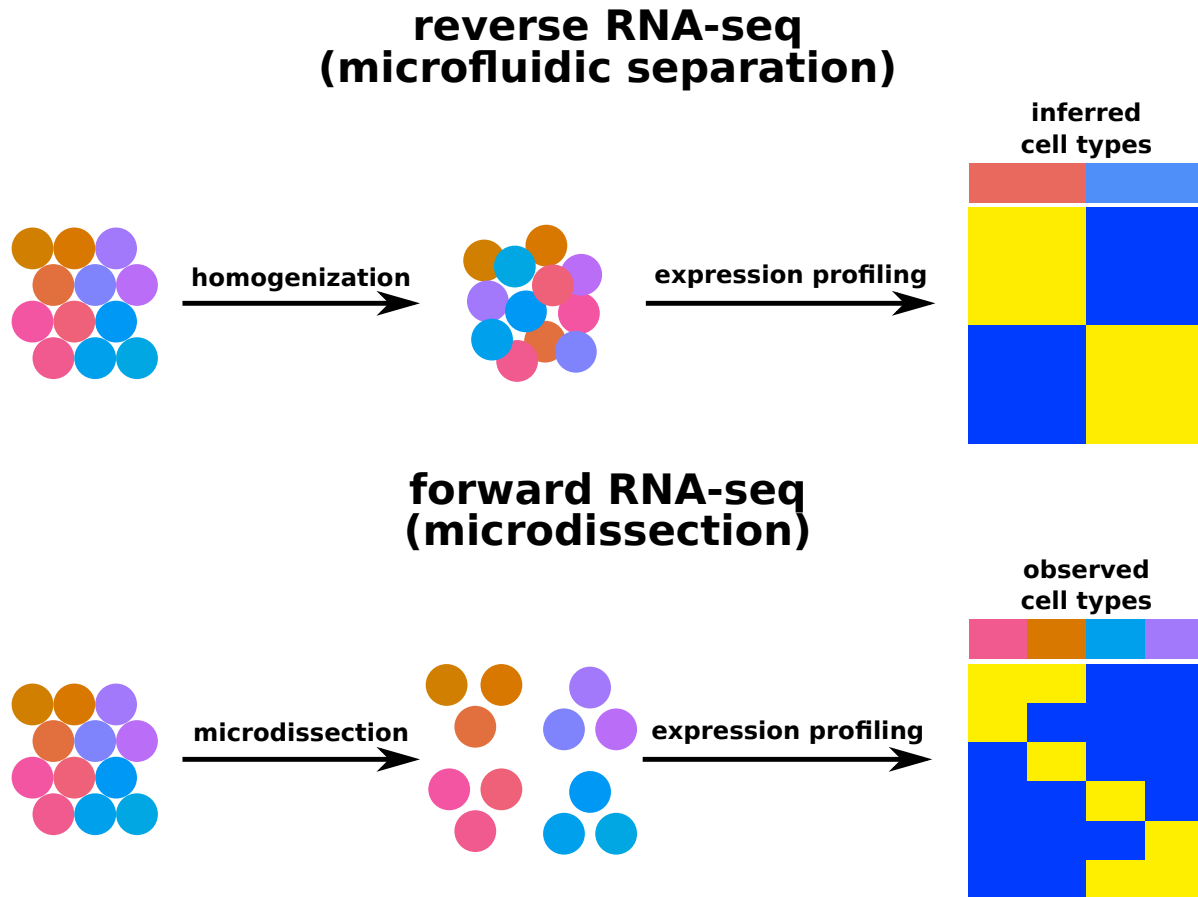 reverse RNA-seq
(microfluidic separation)
inferred
cell types
homogenization
expression profiling
forward RNA-seq
(microdissection)
observed
cell types
microdissection
expression profiling